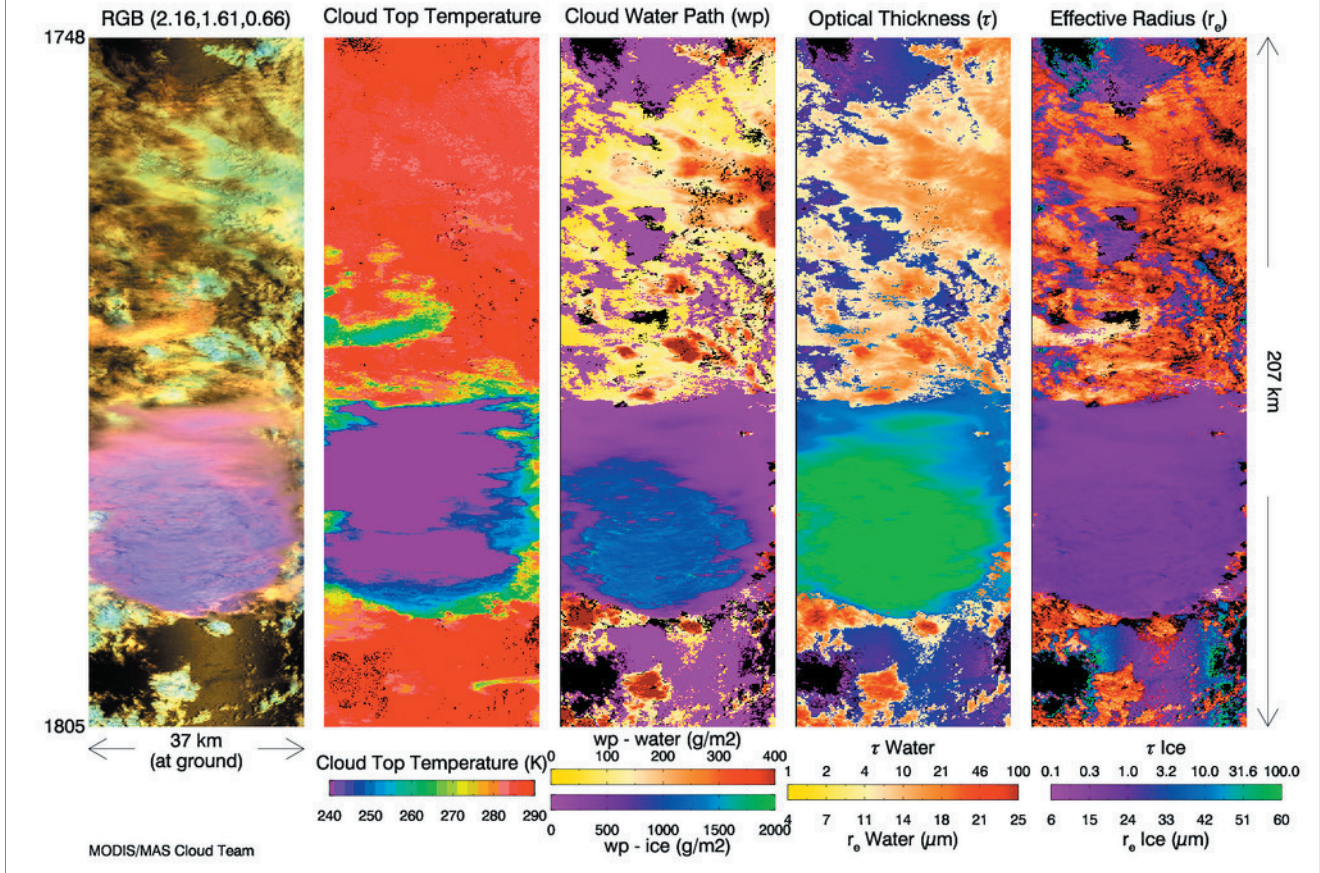 RGB (2.16,1.61,0.66)
Cloud Top Temperature
Cloud Water Path (wp)
Optical Thickness (τ)
Effective Radius (rₑ)
1748
207 km
1805
37 km
(at ground)
Cloud Top Temperature (K)
240 250 260 270 280 290
wp - water (g/m2)
0 100 200 300 400
0 500 1000 1500 2000
wp - ice (g/m2)
τ Water
1 2 4 10 21 46 100
4 7 11 14 18 21 25
rₑ Water (μm)
τ Ice
0.1 0.3 1.0 3.2 10.0 31.6 100.0
6 15 24 33 42 51 60
rₑ Ice (μm)
MODIS/MAS Cloud Team